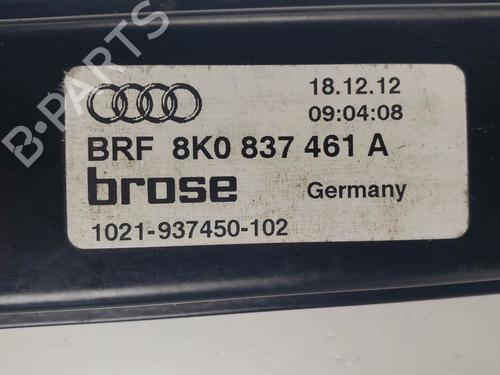 18.12.12
09:04:08
BRF 8K0 837 461 A
brose Germany
1021-937450-102
B-PARTS